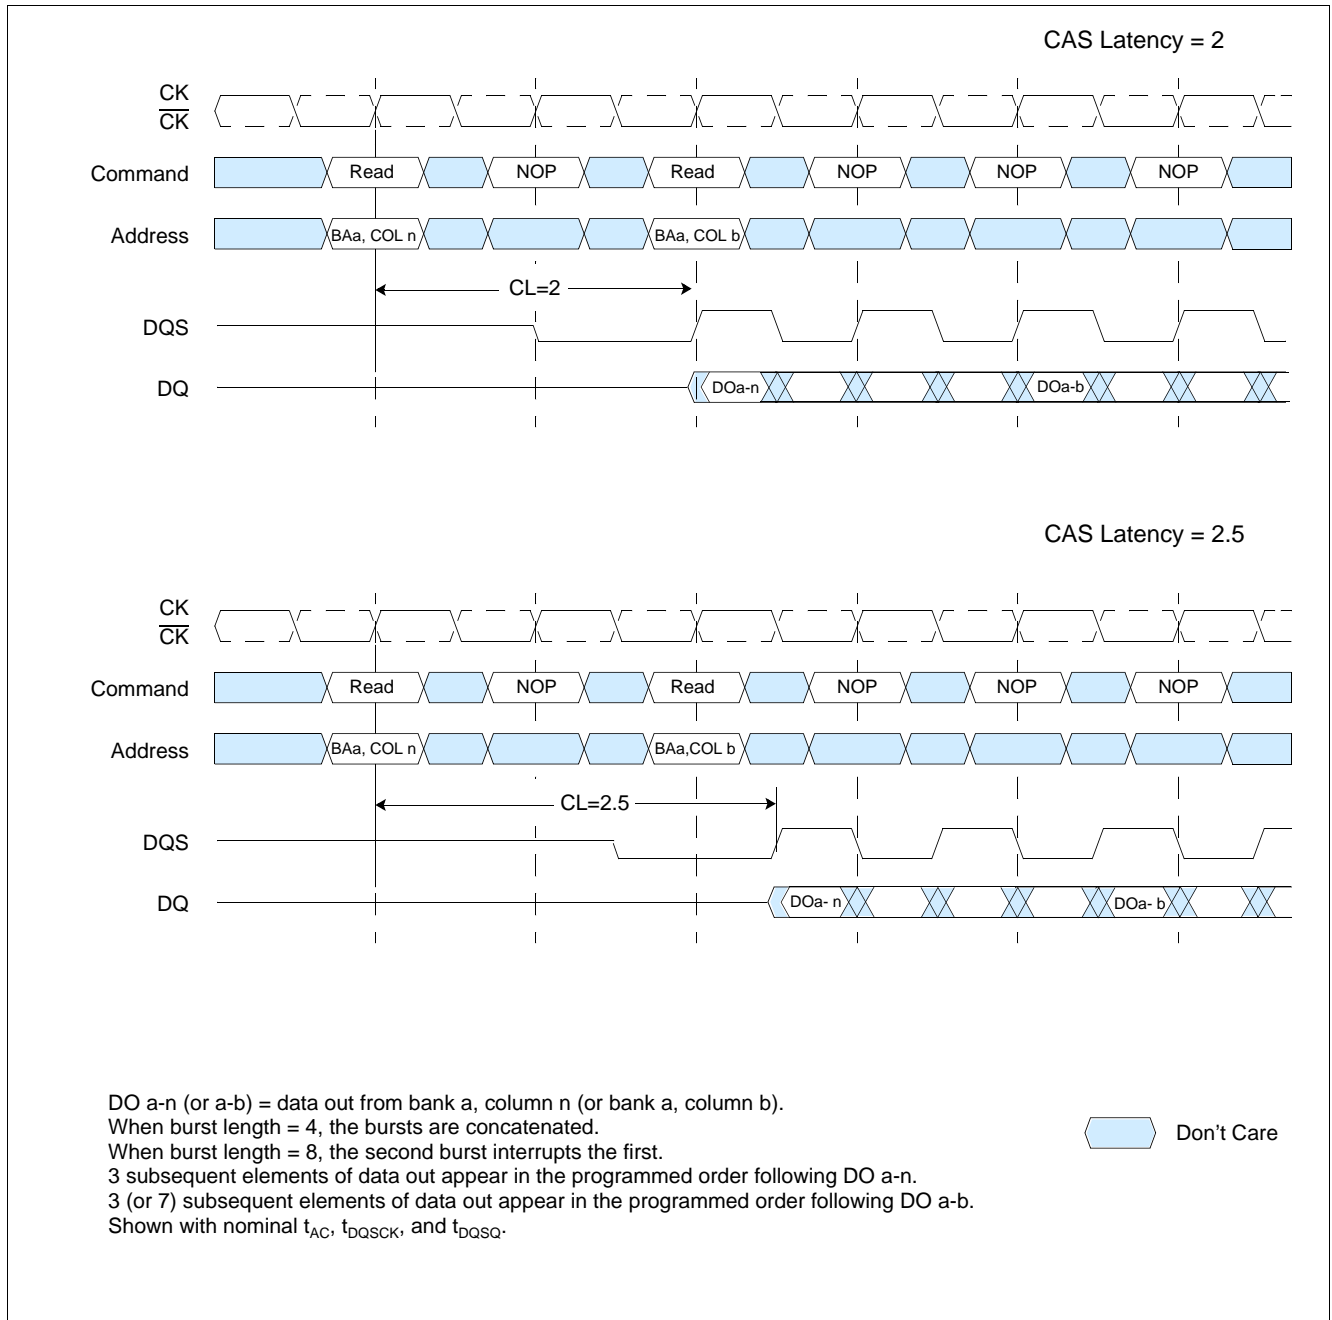 CAS Latency = 2
CK
CK
Command
Read
NOP
Read
NOP
NOP
NOP
Address
BAa, COL n
BAa, COL b
CL=2
DQS
DQ
DOa-n
DOa-b
CAS Latency = 2.5
CK
CK
Command
Read
NOP
Read
NOP
NOP
NOP
Address
BAa, COL n
BAa,COL b
CL=2.5
DQS
DQ
DOa- n
DOa- b
DO a-n (or a-b) = data out from bank a, column n (or bank a, column b).
When burst length = 4, the bursts are concatenated.
When burst length = 8, the second burst interrupts the first.
3 subsequent elements of data out appear in the programmed order following DO a-n.
3 (or 7) subsequent elements of data out appear in the programmed order following DO a-b.
Shown with nominal tAC, tDQSCK, and tDQSQ.
Don't Care